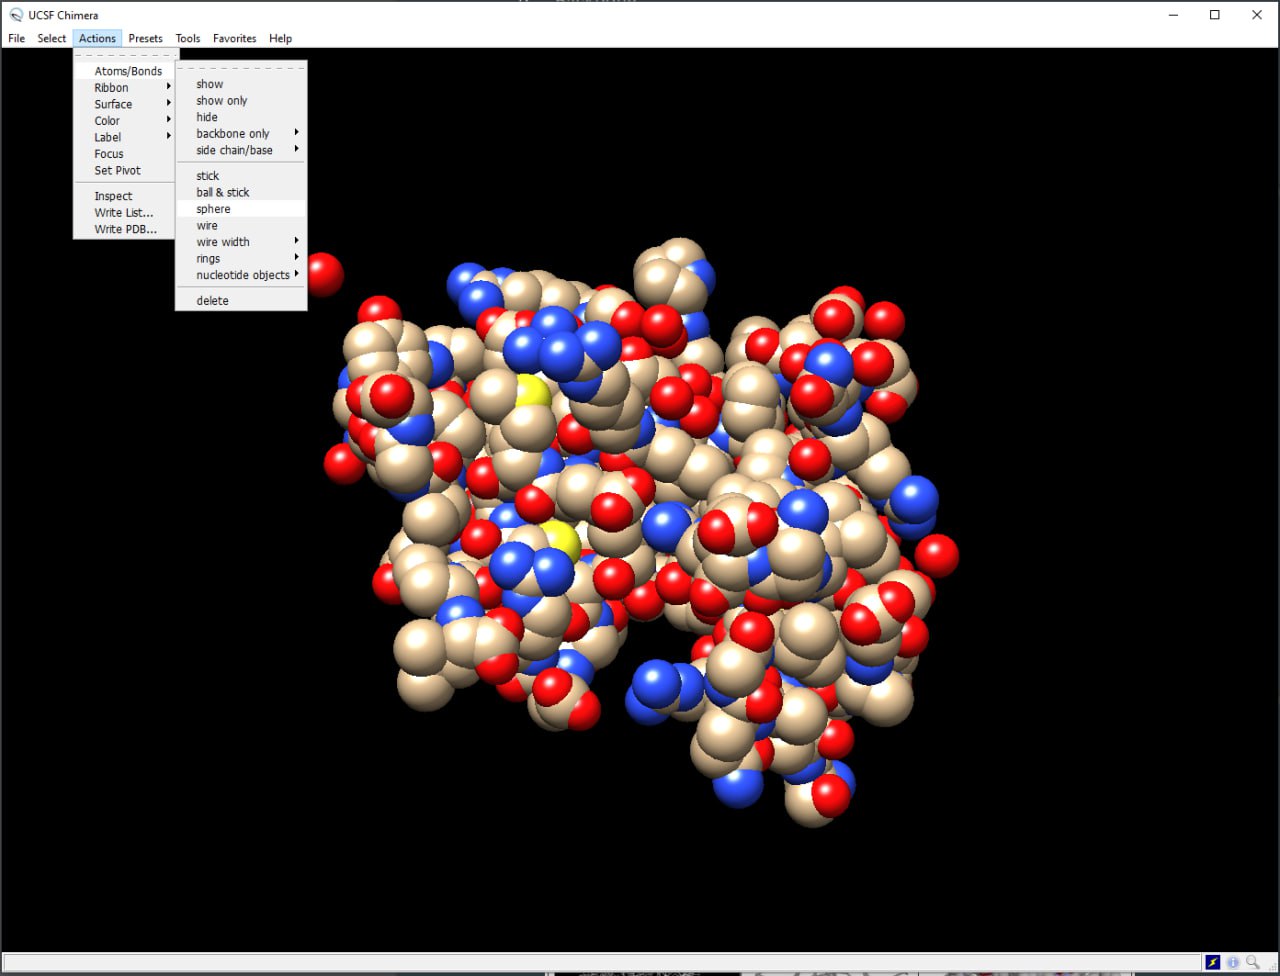 UCSF Chimera
File Select Actions Presets Tools Favorites Help
Atoms/Bonds
Ribbon
Surface
Color
Label
Focus
Set Pivot
Inspect
Write List...
Write PDB...
show
show only
hide
backbone only
side chain/base
stick
ball & stick
sphere
wire
wire width
rings
nucleotide objects
delete